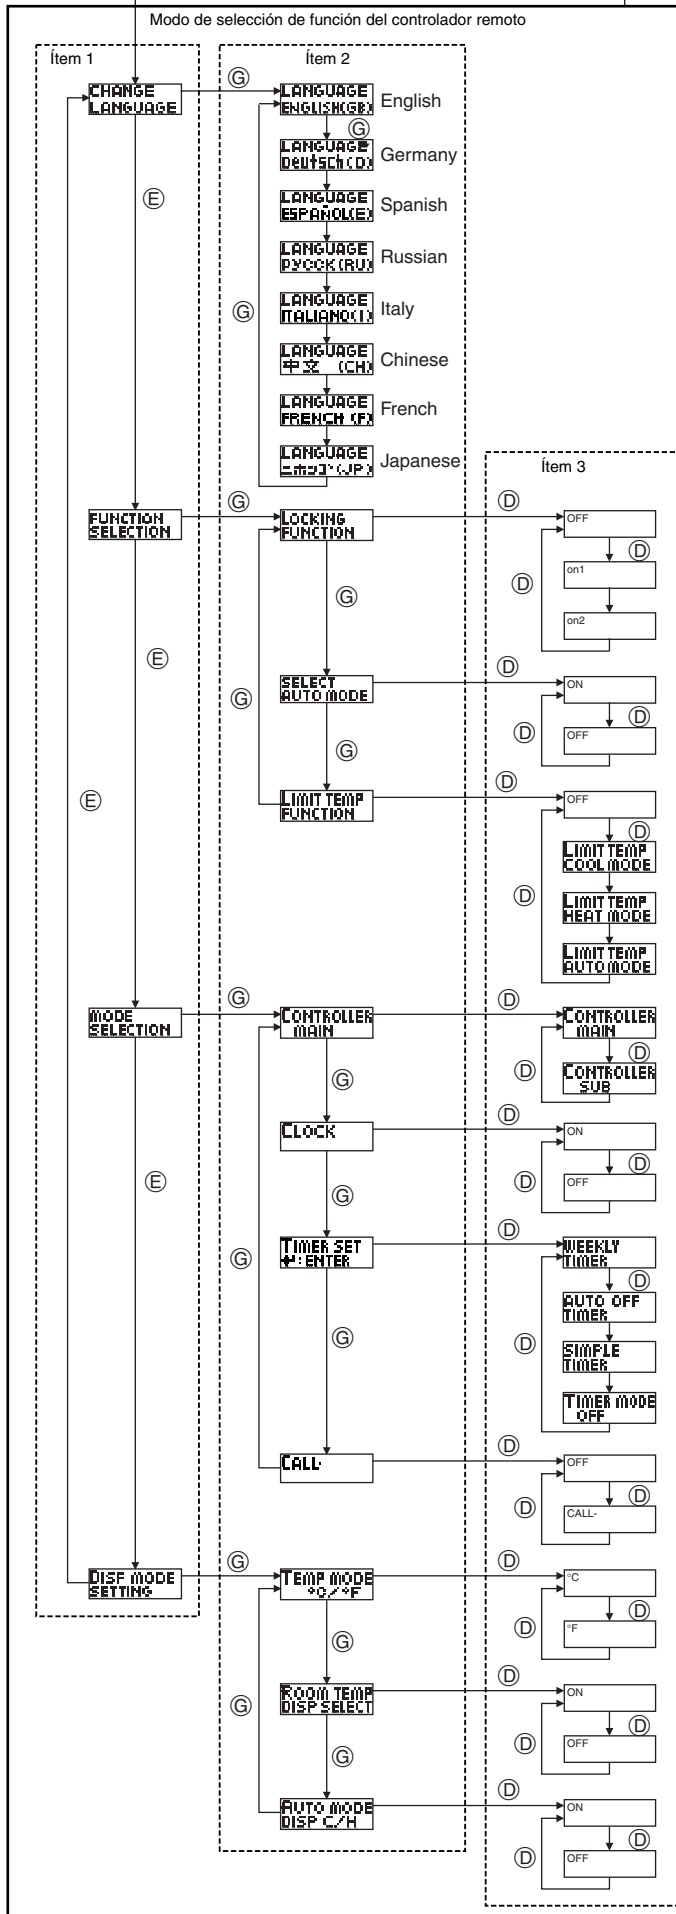 Modo de selección de función del controlador remoto
Ítem 1
Ítem 2
CHANGE
LANGUAGE
G
LANGUAGE
ENGLISH(GB)
English
G
LANGUAGE
Deutsch(D)
Germany
E
LANGUAGE
ESPAÑOL(E)
Spanish
LANGUAGE
РУССК(RU)
Russian
G
LANGUAGE
ITALIANO(I)
Italy
LANGUAGE
中文 (CH)
Chinese
LANGUAGE
FRENCH (F)
French
LANGUAGE
ニホンゴ(JP)
Japanese
Ítem 3
FUNCTION
SELECTION
G
LOCKING
FUNCTION
D
OFF
D
on1
D
on2
G
E
SELECT
AUTO MODE
D
ON
D
G
D
OFF
G
LIMIT TEMP
FUNCTION
D
OFF
E
D
LIMIT TEMP
COOL MODE
D
LIMIT TEMP
HEAT MODE
LIMIT TEMP
AUTO MODE
MODE
SELECTION
G
CONTROLLER
MAIN
D
CONTROLLER
MAIN
D
D
CONTROLLER
SUB
G
CLOCK
D
ON
D
D
OFF
E
G
G
TIMER SET
↵:ENTER
D
WEEKLY
TIMER
D
AUTO OFF
TIMER
D
SIMPLE
TIMER
G
TIMER MODE
OFF
CALL-
D
OFF
D
D
CALL-
DISP MODE
SETTING
G
TEMP MODE
°C/°F
D
°C
D
D
°F
G
ROOM TEMP
DISP SELECT
D
ON
G
D
D
OFF
G
AUTO MODE
DISP C/H
D
ON
D
D
OFF